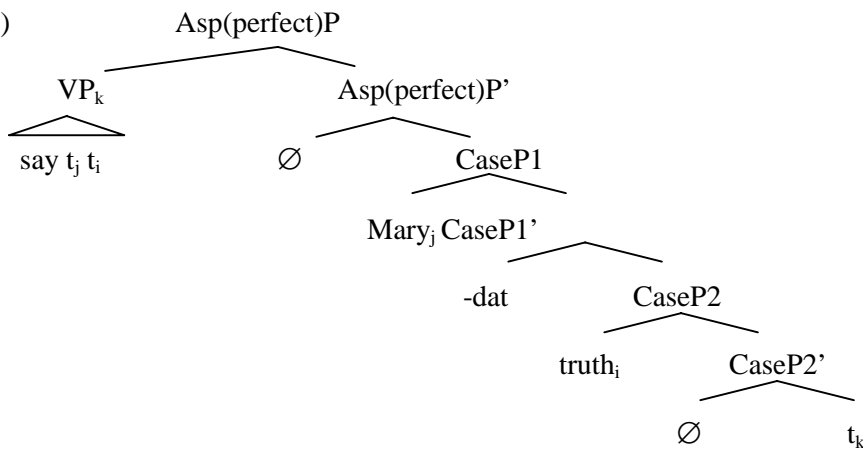 ) Asp(perfect)P
VPk Asp(perfect)P’
say tj ti ∅ CaseP1
Maryj CaseP1’
-dat CaseP2
truthi CaseP2’
∅ tk